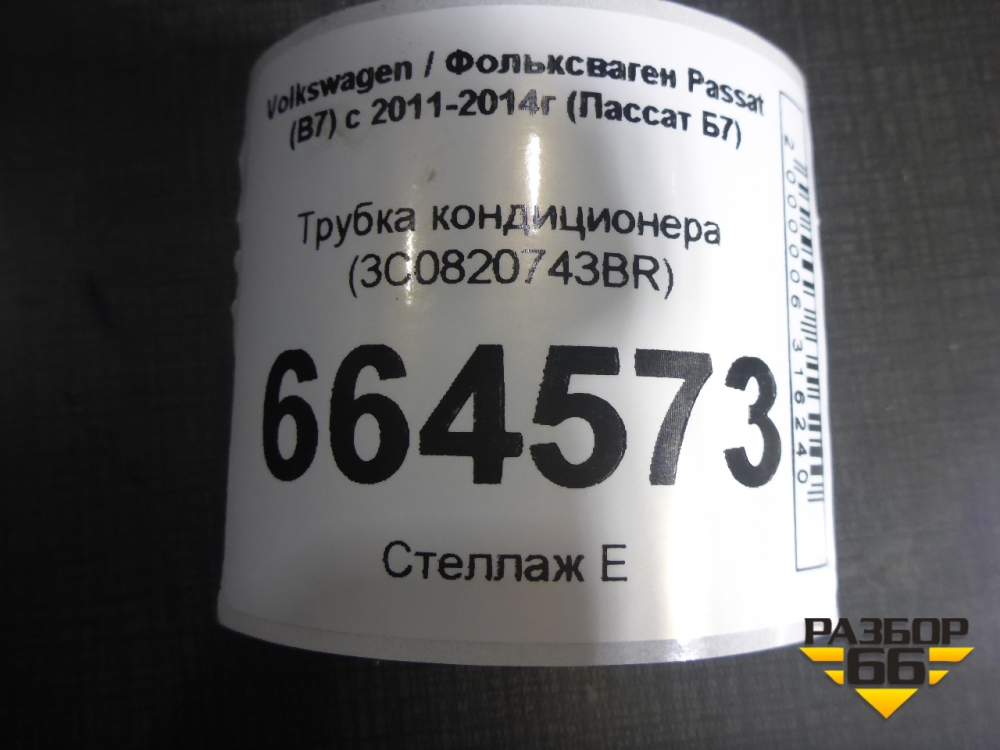 Volkswagen / Фольксваген Passat
(B7) с 2011-2014г (Пассат Б7)
Трубка кондиционера
(3C0820743BR)
664573
Стеллаж Е
2000006316240
РАЗБОР
66